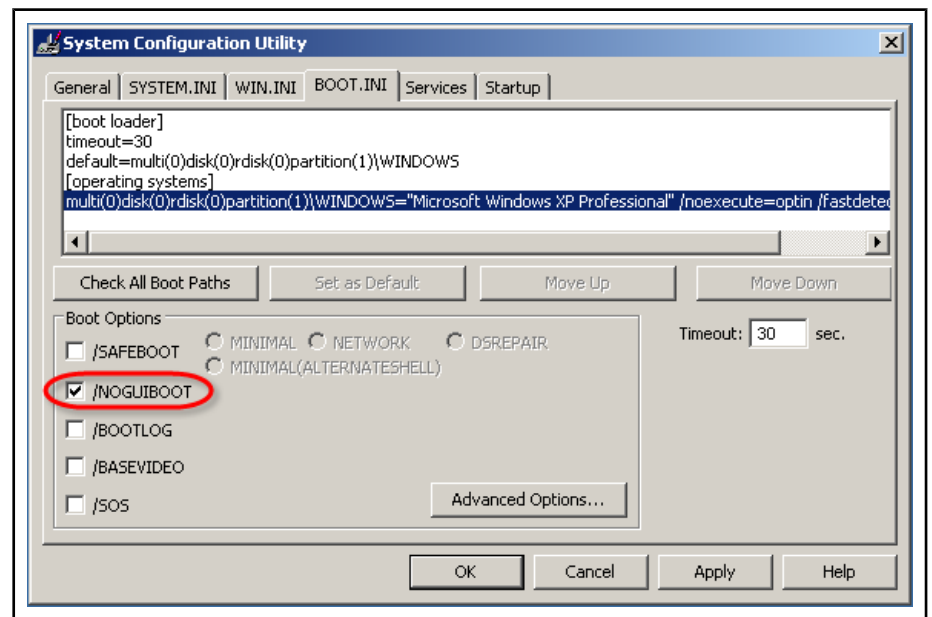 System Configuration Utility
General SYSTEM.INI WIN.INI BOOT.INI Services Startup
[boot loader]
timeout=30
default=multi(0)disk(0)rdisk(0)partition(1)\WINDOWS
[operating systems]
multi(0)disk(0)rdisk(0)partition(1)\WINDOWS="Microsoft Windows XP Professional" /noexecute=optin /fastdetec
Check All Boot Paths Set as Default Move Up Move Down
Boot Options
Timeout: 30 sec.
/SAFEBOOT MINIMAL NETWORK DSREPAIR
MINIMAL(ALTERNATESHELL)
/NOGUIBOOT
/BOOTLOG
/BASEVIDEO
/SOS
Advanced Options...
OK Cancel Apply Help